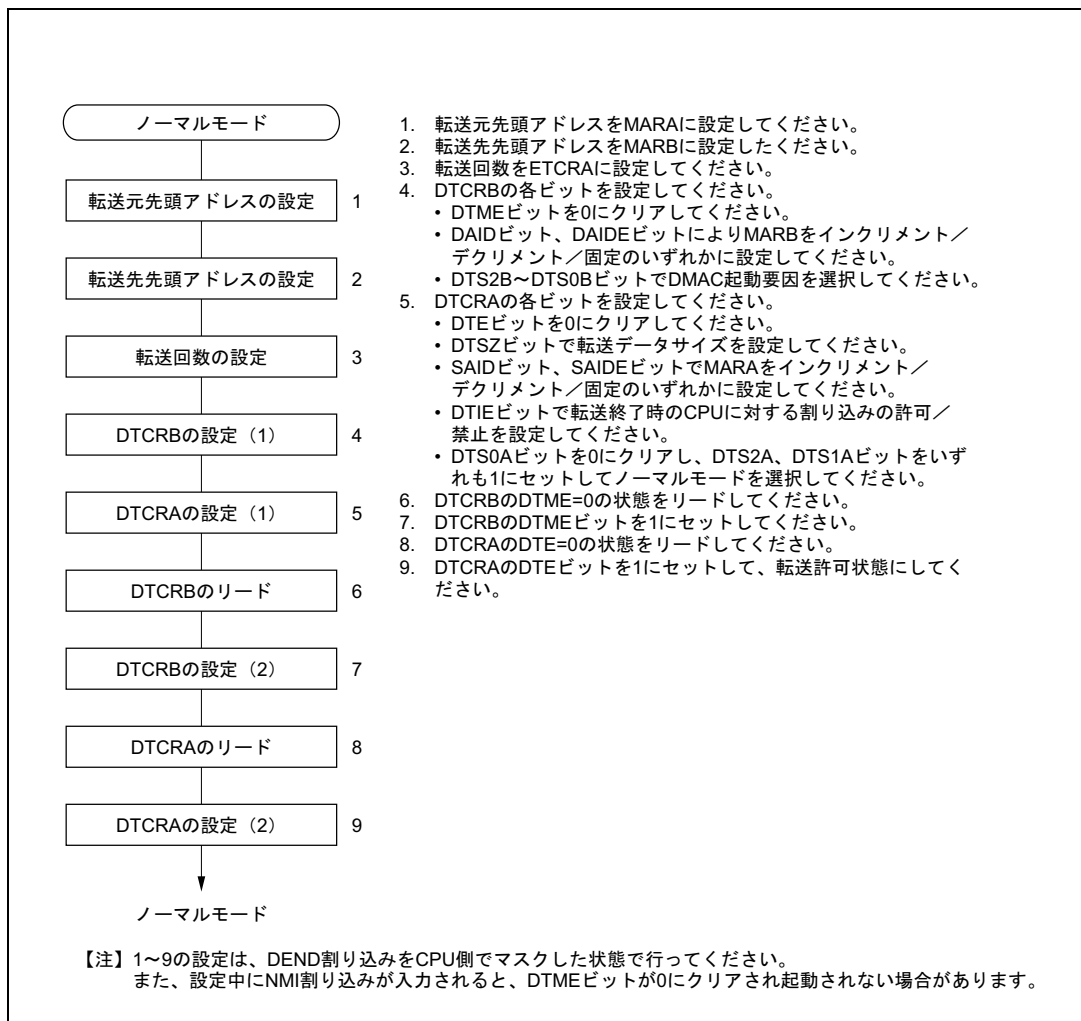 ノーマルモード
転送元先頭アドレスの設定 1
転送先先頭アドレスの設定 2
転送回数の設定 3
DTCRBの設定（1） 4
DTCRAの設定（1） 5
DTCRBのリード 6
DTCRBの設定（2） 7
DTCRAのリード 8
DTCRAの設定（2） 9
ノーマルモード
1. 転送元先頭アドレスをMARAに設定してください。
2. 転送先先頭アドレスをMARBに設定したください。
3. 転送回数をETCRAに設定してください。
4. DTCRBの各ビットを設定してください。
• DTMEビットを0にクリアしてください。
• DAIDビット、DAIDEビットによりMARBをインクリメント／
デクリメント／固定のいずれかに設定してください。
• DTS2B～DTS0BビットでDMAC起動要因を選択してください。
5. DTCRAの各ビットを設定してください。
• DTEビットを0にクリアしてください。
• DTSZビットで転送データサイズを設定してください。
• SAIDビット、SAIDEビットでMARAをインクリメント／
デクリメント／固定のいずれかに設定してください。
• DTIEビットで転送終了時のCPUに対する割り込みの許可／
禁止を設定してください。
• DTS0Aビットを0にクリアし、DTS2A、DTS1Aビットをいず
れも1にセットしてノーマルモードを選択してください。
6. DTCRBのDTME=0の状態をリードしてください。
7. DTCRBのDTMEビットを1にセットしてください。
8. DTCRAのDTE=0の状態をリードしてください。
9. DTCRAのDTEビットを1にセットして、転送許可状態にしてく
ださい。
【注】1～9の設定は、DEND割り込みをCPU側でマスクした状態で行ってください。
また、設定中にNMI割り込みが入力されると、DTMEビットが0にクリアされ起動されない場合があります。